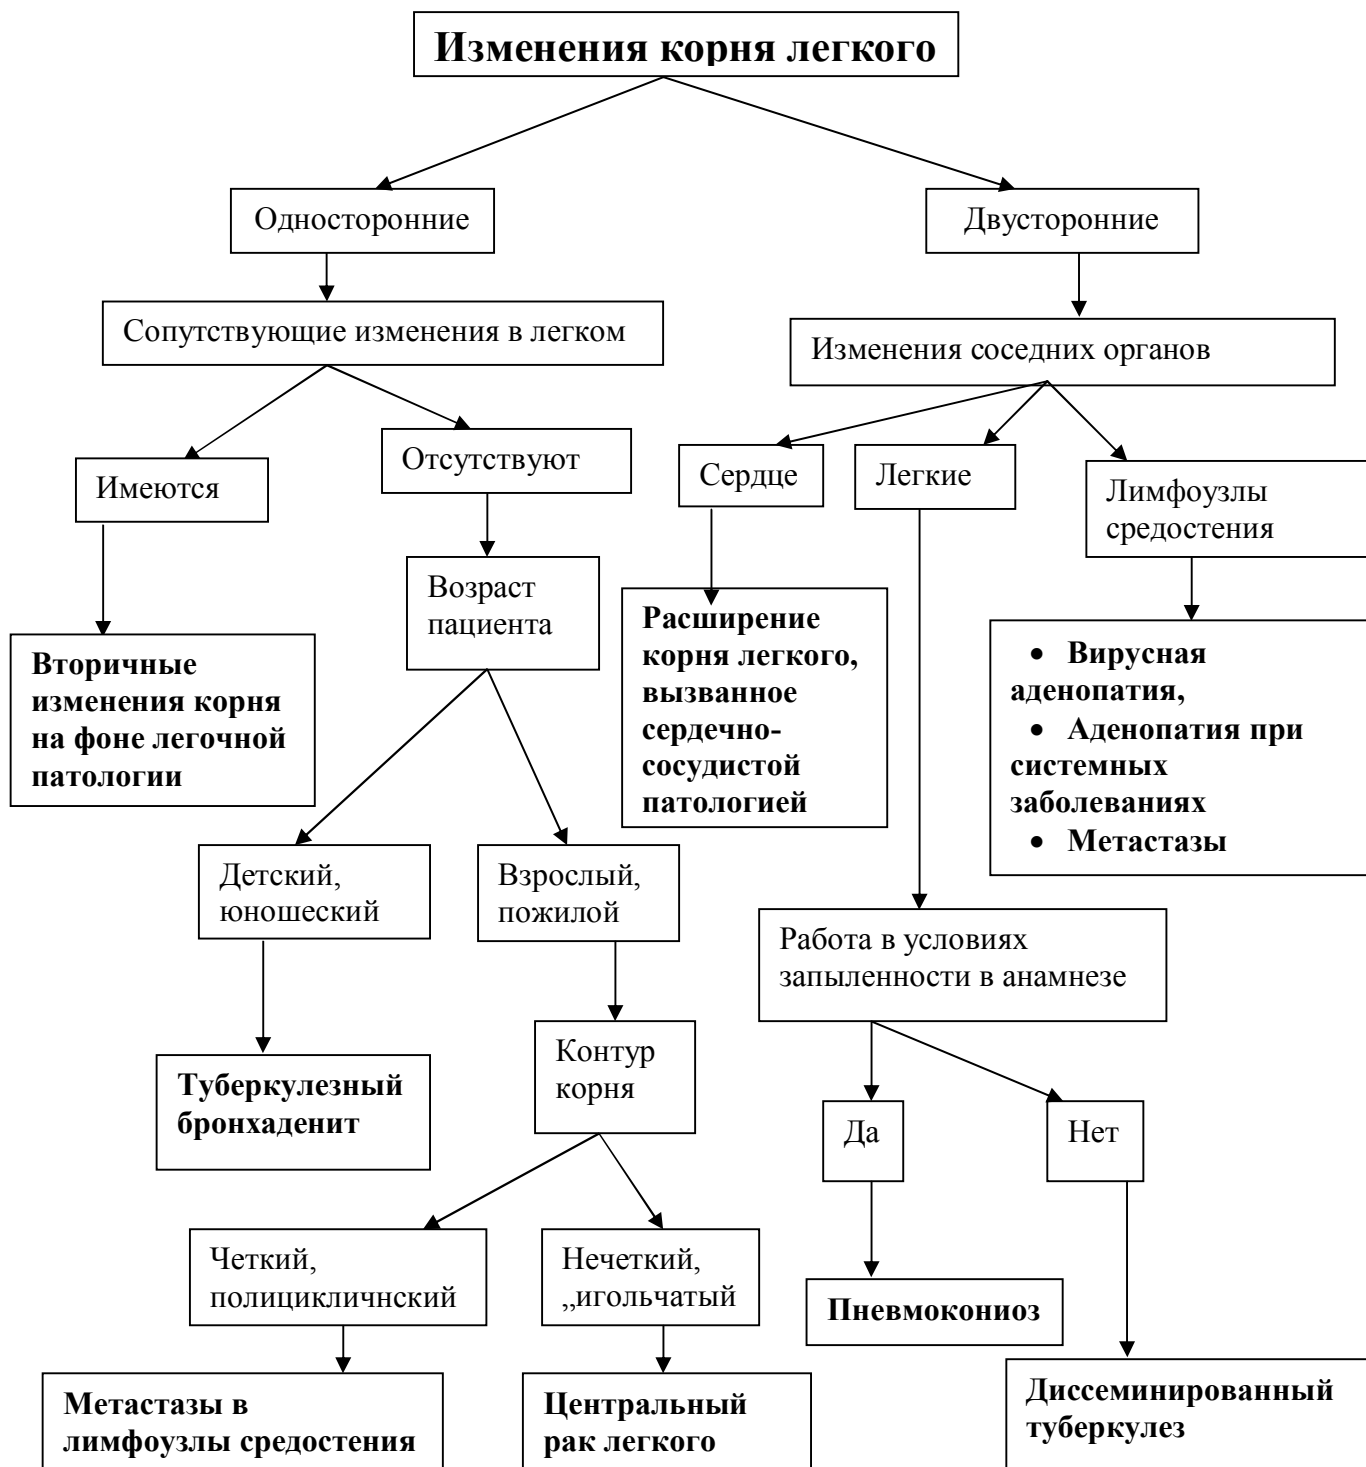 Изменения корня легкого
Односторонние
Двусторонние
Сопутствующие изменения в легком
Изменения соседних органов
Имеются
Отсутствуют
Сердце
Легкие
Лимфоузлы
средостения
Возраст
пациента
Вторичные
изменения корня
на фоне легочной
патологии
Расширение
корня легкого,
вызванное
сердечно-
сосудистой
патологией
• Вирусная
аденопатия,
• Аденопатия при
системных
заболеваниях
• Метастазы
Детский,
юношеский
Взрослый,
пожилой
Работа в условиях
запыленности в анамнезе
Туберкулезный
бронхаденит
Контур
корня
Да
Нет
Четкий,
полицикличнский
Нечеткий,
„игольчатый
Пневмокониоз
Метастазы в
лимфоузлы средостения
Центральный
рак легкого
Диссеминированный
туберкулез